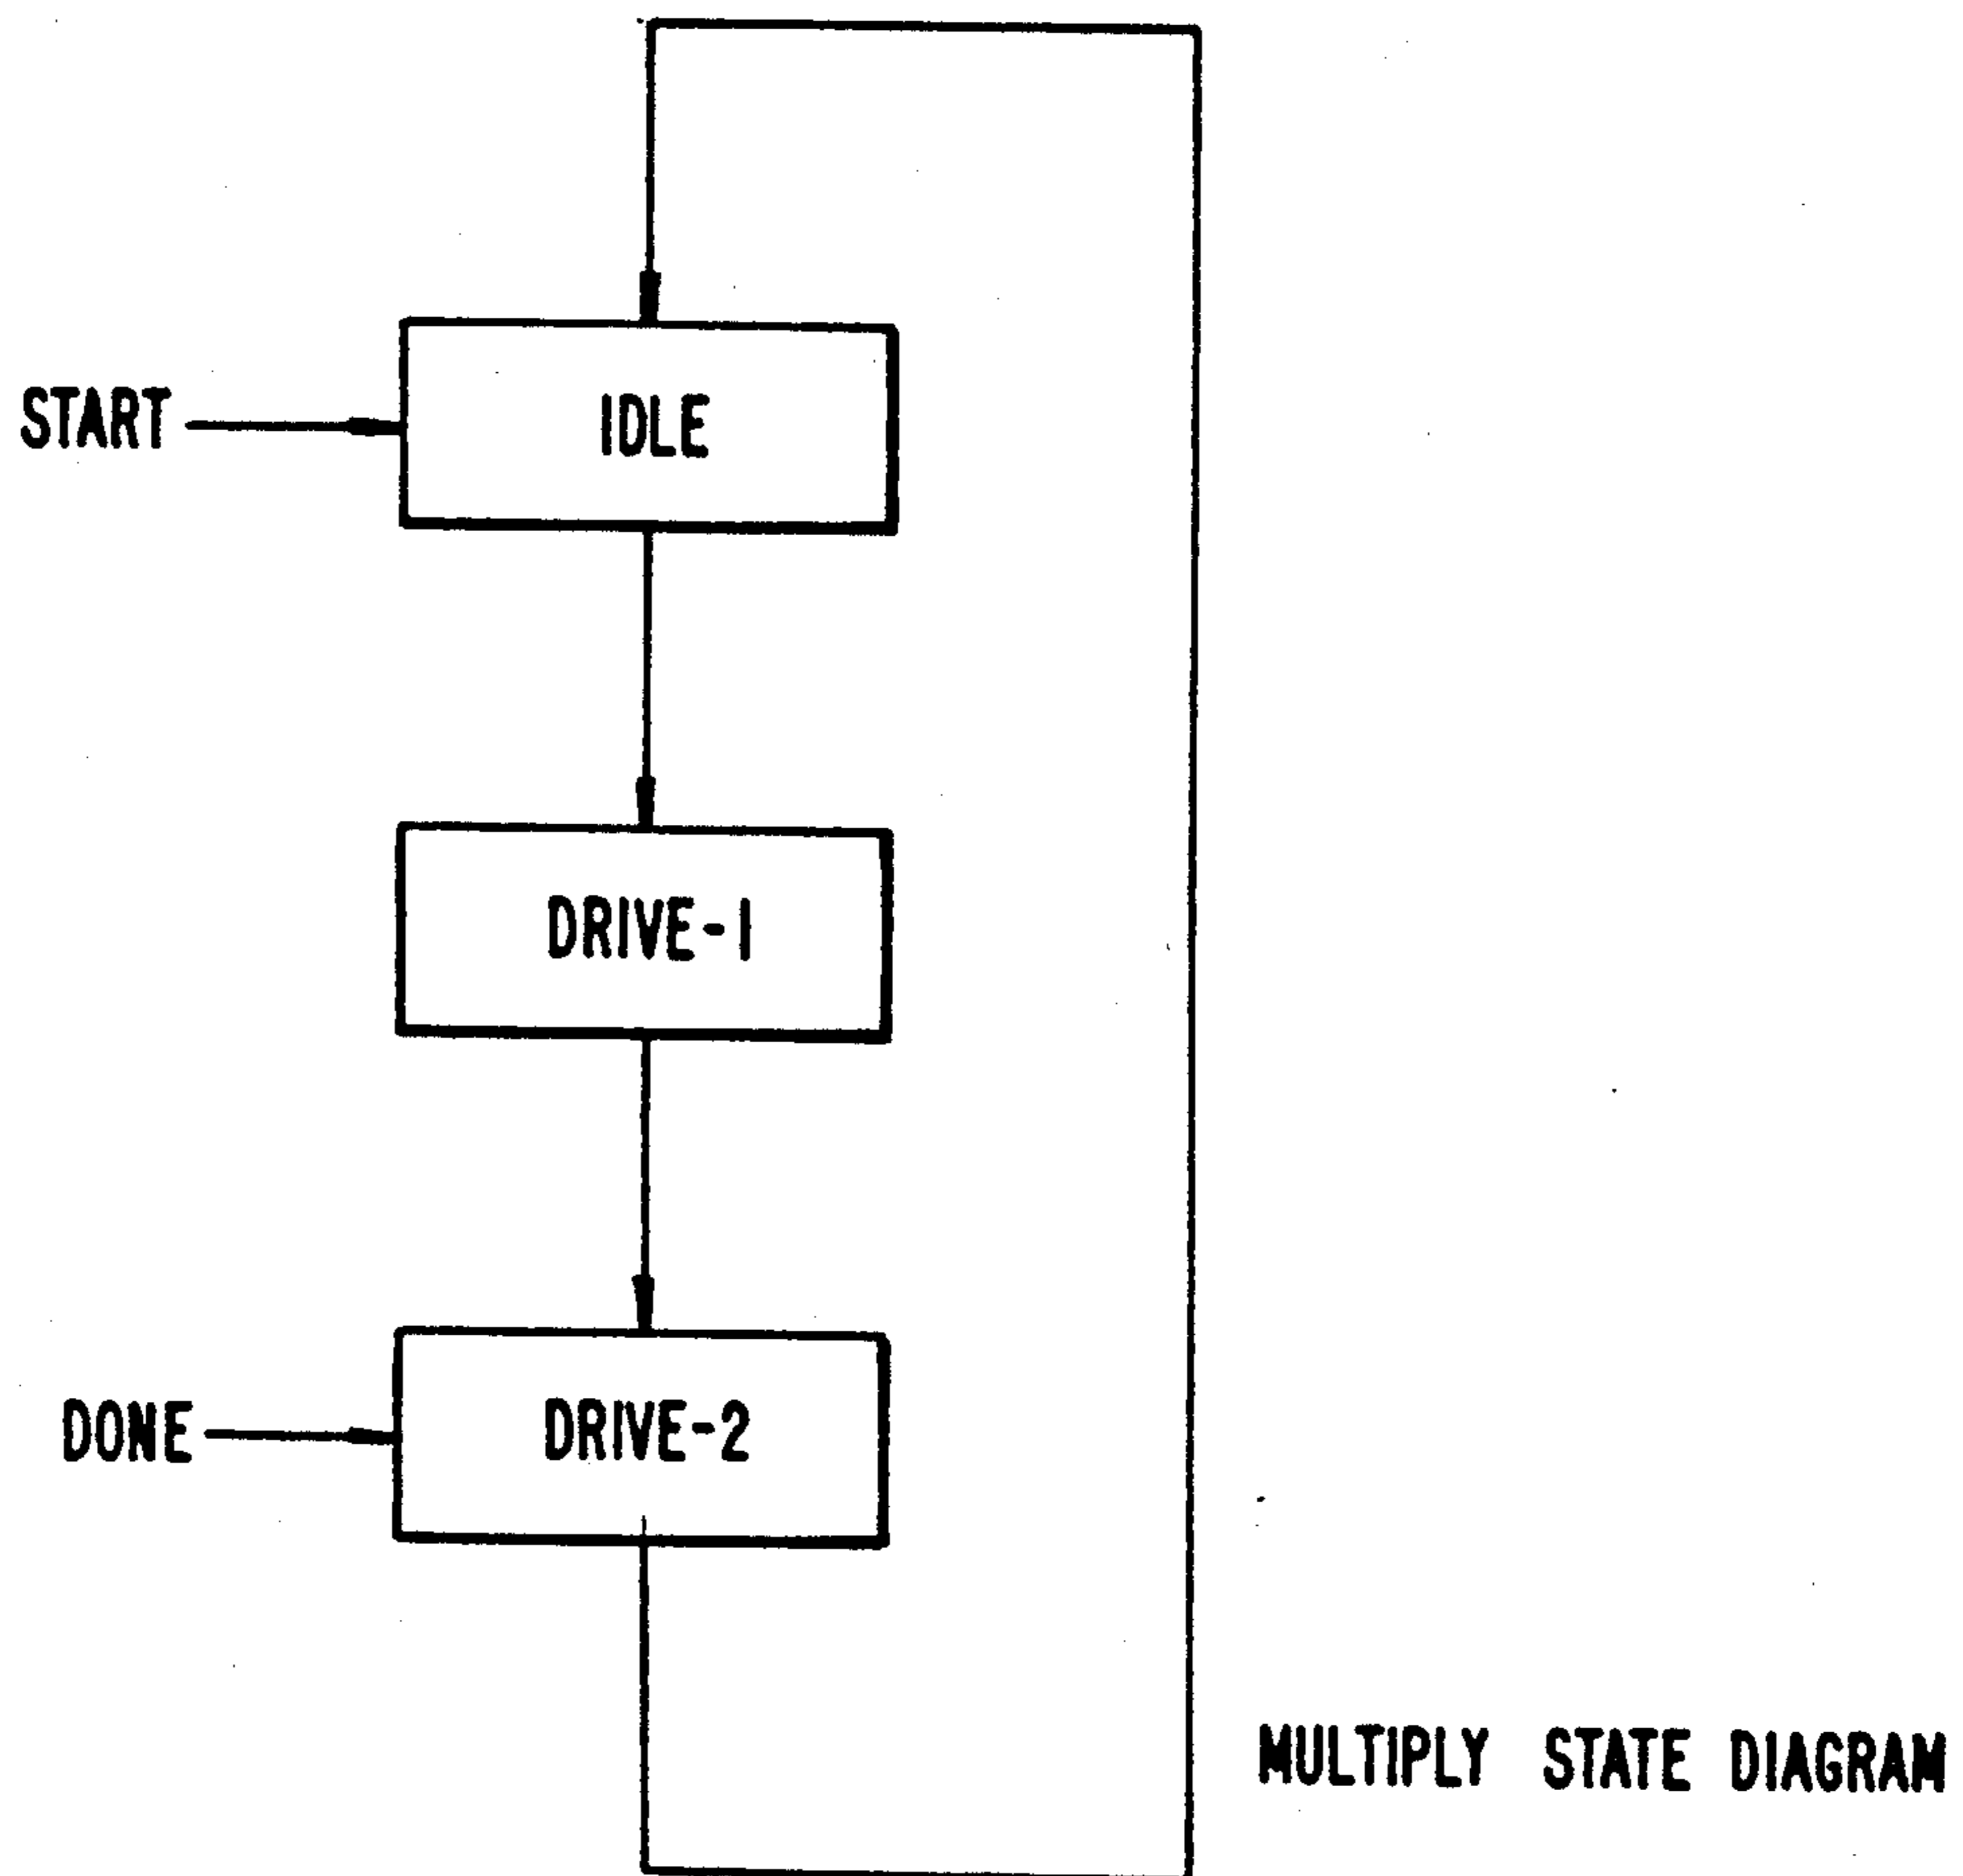 START
IDLE
DRIVE-1
DONE
DRIVE-2
MULTIPLY STATE DIAGRAM